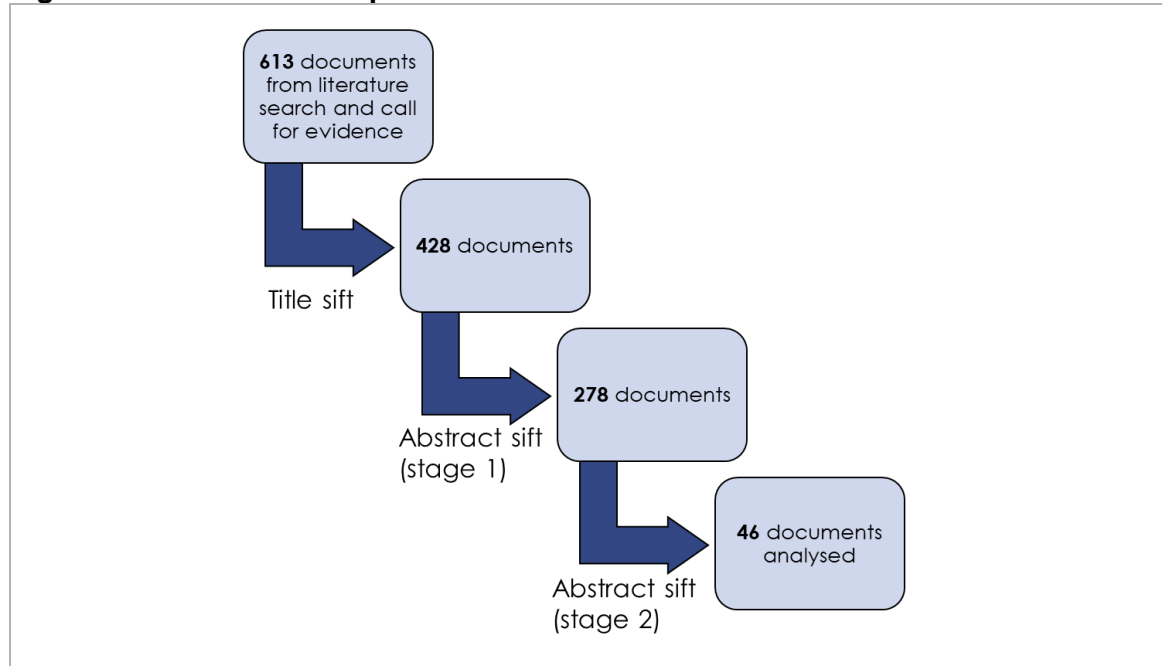 613 documents
from literature
search and call
for evidence
428 documents
Title sift
278 documents
Abstract sift
(stage 1)
46 documents
analysed
Abstract sift
(stage 2)